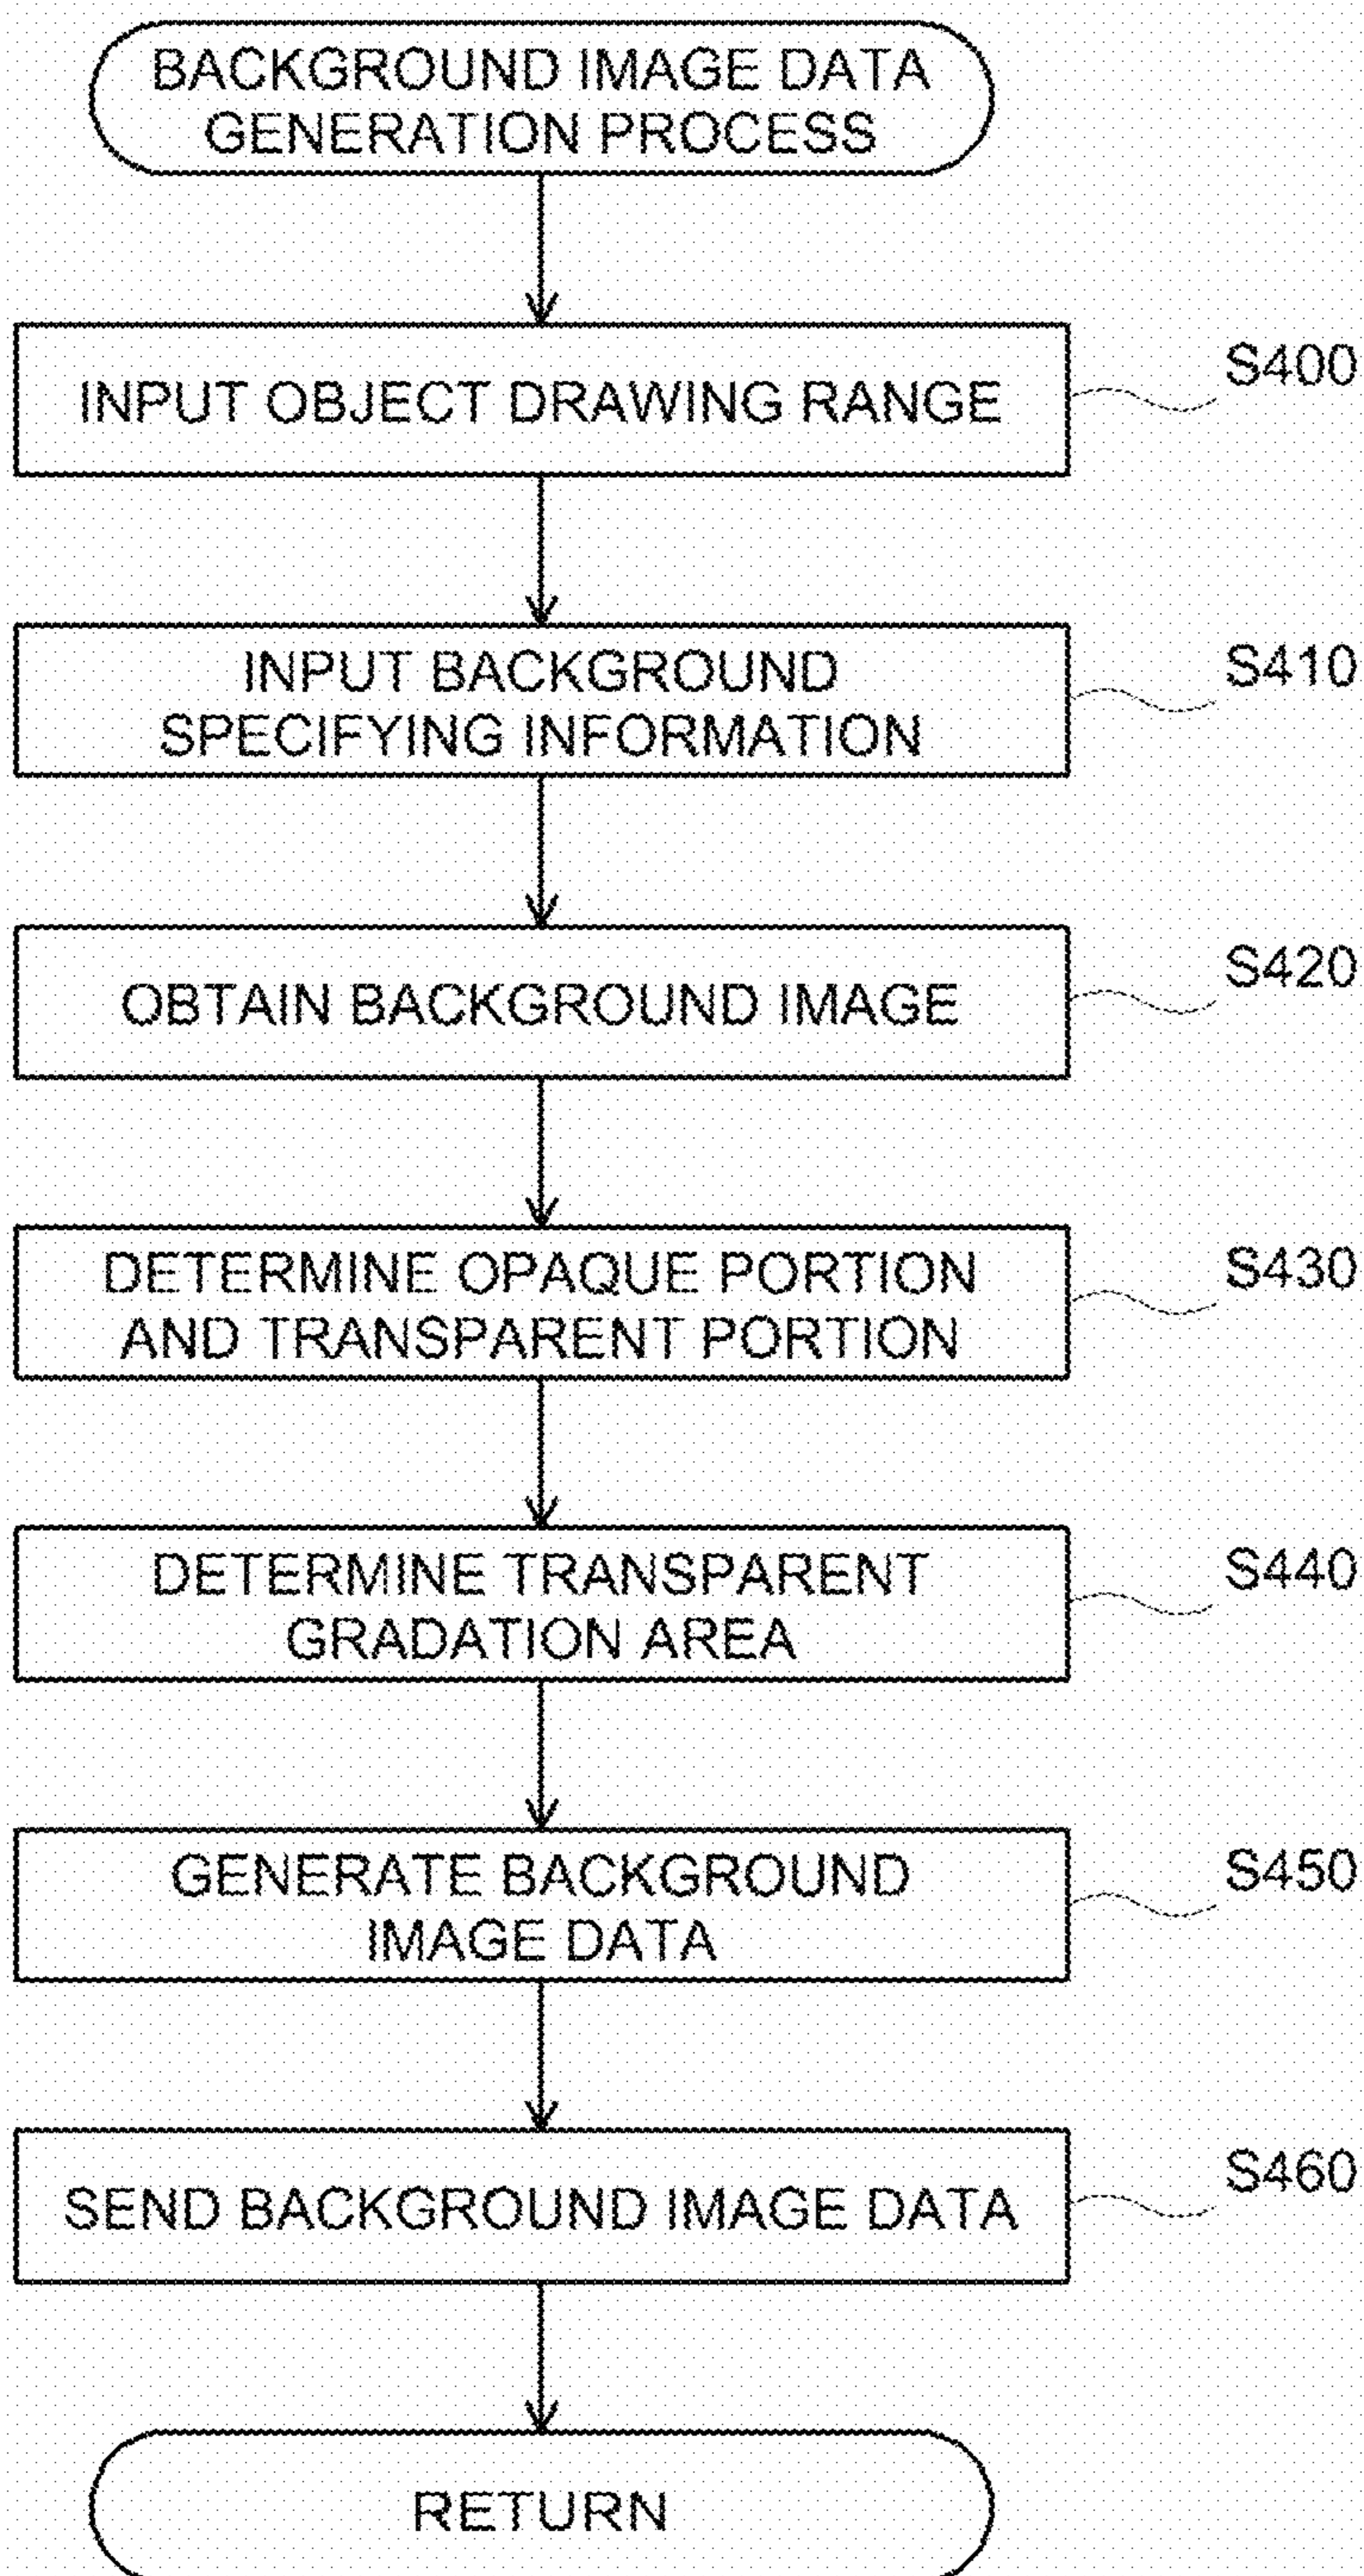 BACKGROUND IMAGE DATA
GENERATION PROCESS
INPUT OBJECT DRAWING RANGE
S400
INPUT BACKGROUND
SPECIFYING INFORMATION
S410
OBTAIN BACKGROUND IMAGE
S420
DETERMINE OPAQUE PORTION
AND TRANSPARENT PORTION
S430
DETERMINE TRANSPARENT
GRADATION AREA
S440
GENERATE BACKGROUND
IMAGE DATA
S450
SEND BACKGROUND IMAGE DATA
S460
RETURN